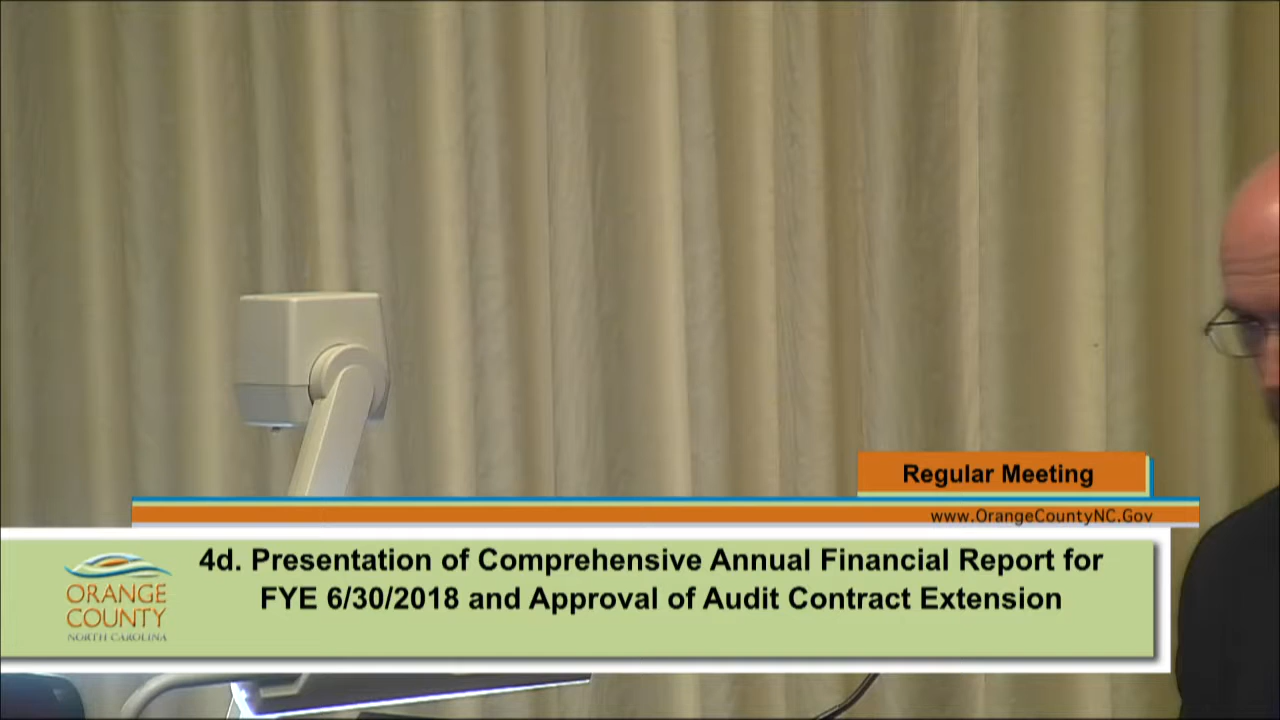 Regular Meeting
www.OrangeCountyNC.Gov
4d. Presentation of Comprehensive Annual Financial Report for
FYE 6/30/2018 and Approval of Audit Contract Extension
ORANGE
COUNTY
NORTH CAROLINA